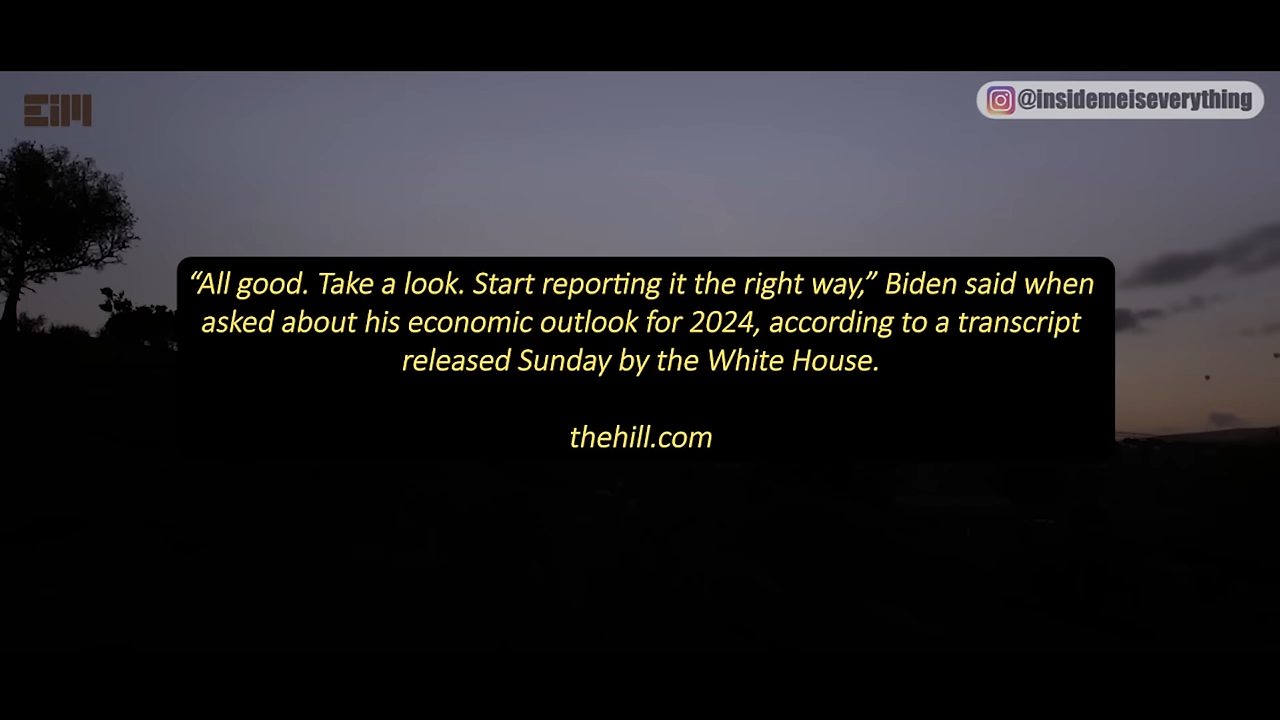 EiM
@insidemeiseverything
“All good. Take a look. Start reporting it the right way,” Biden said when
asked about his economic outlook for 2024, according to a transcript
released Sunday by the White House.
thehill.com